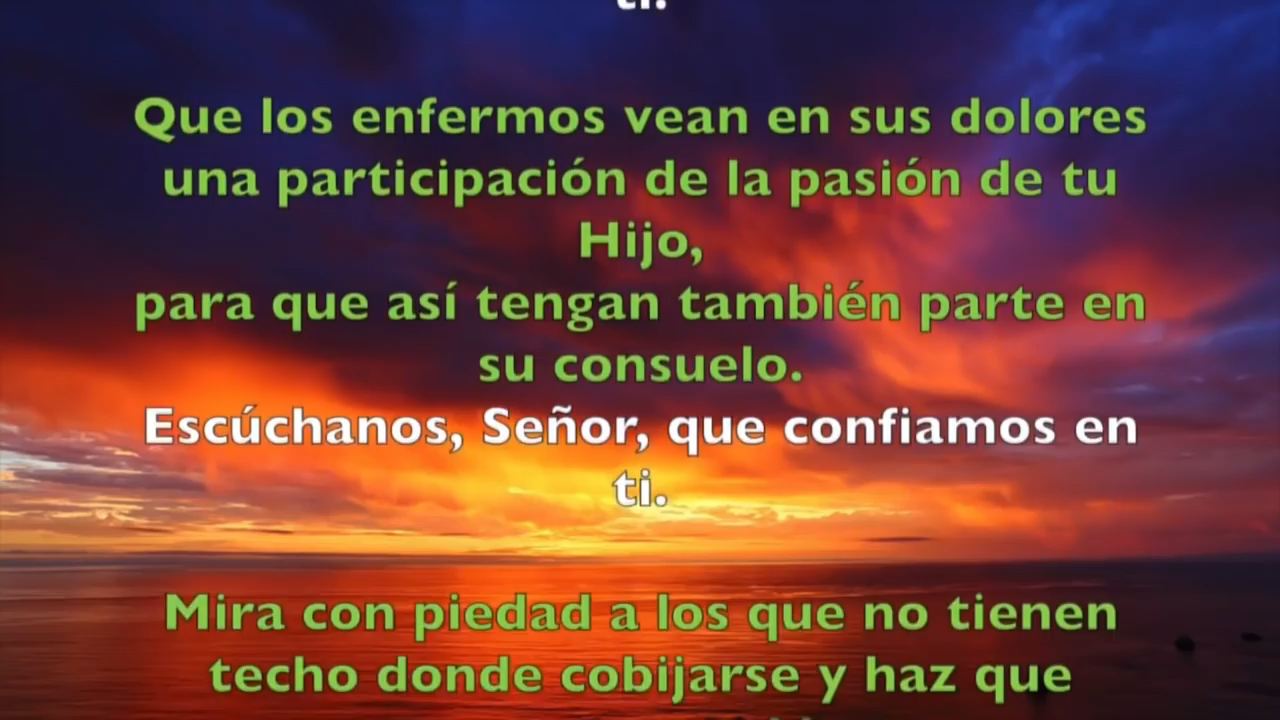 ti.
Que los enfermos vean en sus dolores
una participación de la pasión de tu
Hijo,
para que así tengan también parte en
su consuelo.
Escúchanos, Señor, que confiamos en
ti.
Mira con piedad a los que no tienen
techo donde cobijarse y haz que